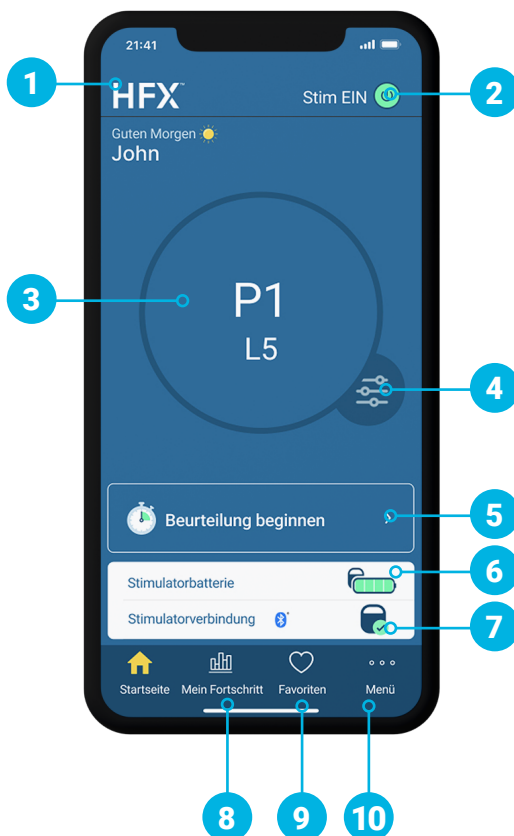 21:41
1
HFX™
Stim EIN
2
Guten Morgen
John
3
P1
L5
4
Beurteilung beginnen
5
Stimulatorbatterie
6
Stimulatorverbindung
7
Startseite Mein Fortschritt Favoriten Menü
8 9 10